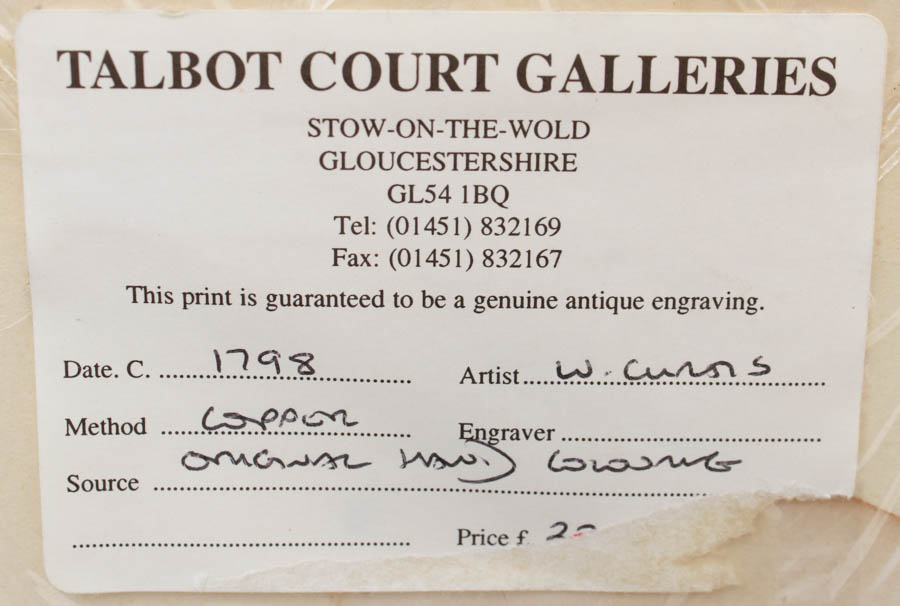 TALBOT COURT GALLERIES
STOW-ON-THE-WOLD
GLOUCESTERSHIRE
GL54 1BQ
Tel: (01451) 832169
Fax: (01451) 832167
This print is guaranteed to be a genuine antique engraving.
Date. C. 1798 Artist W. Curtis
Method COPPER Engraver
Source ORIGINAL HAND COLOURING
Price £